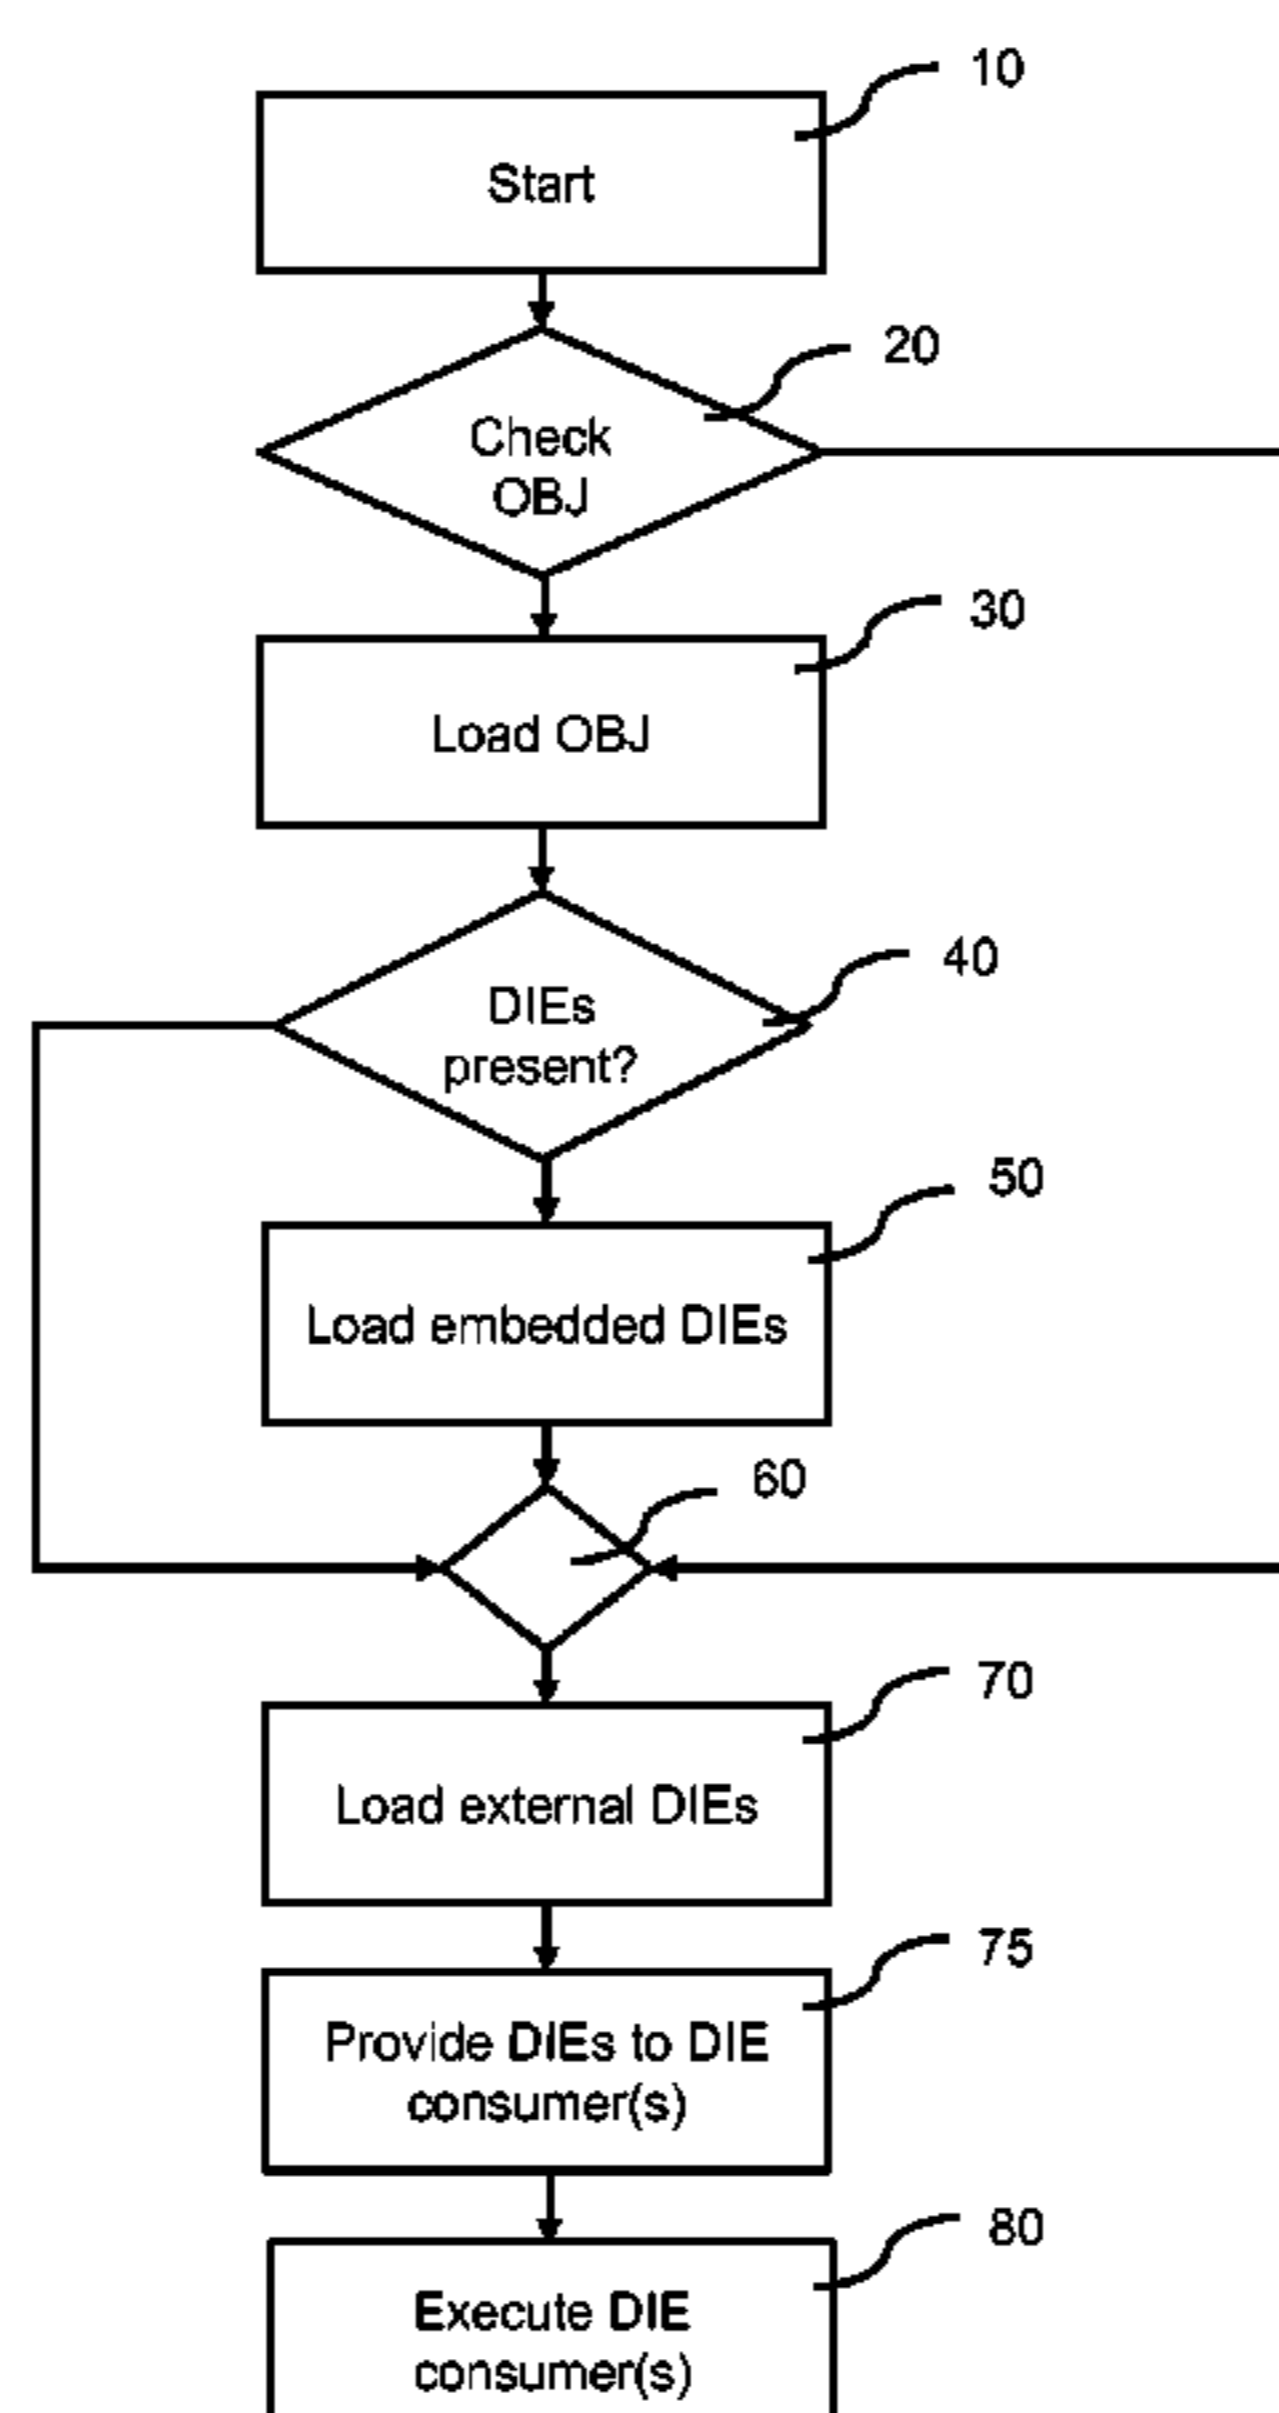 10
Start
20
Check
OBJ
30
Load OBJ
40
DIEs
present?
50
Load embedded DIEs
60
70
Load external DIEs
75
Provide DIEs to DIE
consumer(s)
80
Execute DIE
consumer(s)